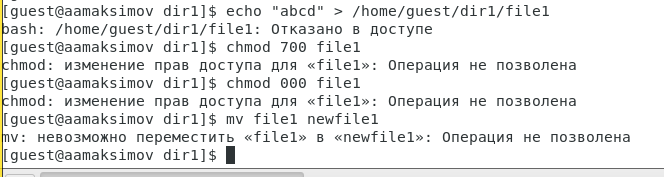 [guest@aamaksimov dir1]$ echo "abcd" > /home/guest/dir1/file1
bash: /home/guest/dir1/file1: Отказано в доступе
[guest@aamaksimov dir1]$ chmod 700 file1
chmod: изменение прав доступа для «file1»: Операция не позволена
[guest@aamaksimov dir1]$ chmod 000 file1
chmod: изменение прав доступа для «file1»: Операция не позволена
[guest@aamaksimov dir1]$ mv file1 newfile1
mv: невозможно переместить «file1» в «newfile1»: Операция не позволена
[guest@aamaksimov dir1]$